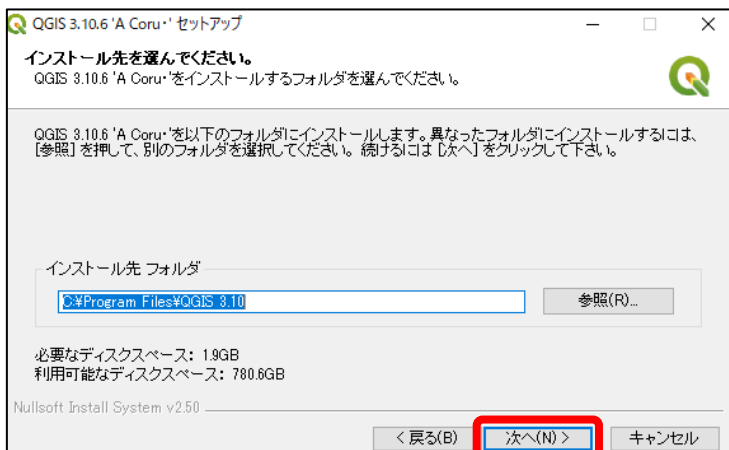 QGIS 3.10.6 'A Coru･' セットアップ
インストール先を選んでください。
QGIS 3.10.6 'A Coru･'をインストールするフォルダを選んでください。
QGIS 3.10.6 'A Coru･'を以下のフォルダにインストールします。異なったフォルダにインストールするには、
[参照] を押して、別のフォルダを選択してください。 続けるには [次へ] をクリックして下さい。
インストール先 フォルダ
C:¥Program Files¥QGIS 3.10
参照(R)...
必要なディスクスペース: 1.9GB
利用可能なディスクスペース: 780.6GB
Nullsoft Install System v2.50
< 戻る(B)
次へ(N) >
キャンセル